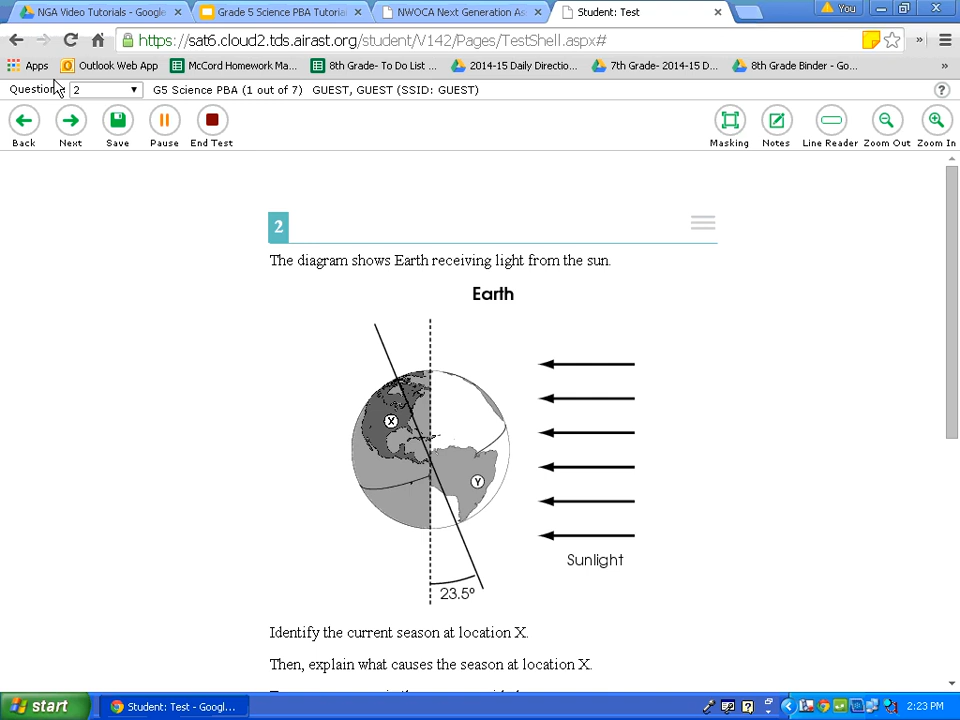 NGA Video Tutorials - Google
Grade 5 Science PBA Tutorial
NWOCA Next Generation As
Student: Test
You
https://sat6.cloud2.tds.airast.org/student/V142/Pages/TestShell.aspx#
Apps
Outlook Web App
McCord Homework Ma...
8th Grade- To Do List ...
2014-15 Daily Directio...
7th Grade- 2014-15 D...
8th Grade Binder - Go...
»
Questions: 2
G5 Science PBA (1 out of 7) GUEST, GUEST (SSID: GUEST)
Back
Next
Save
Pause
End Test
Masking
Notes
Line Reader
Zoom Out
Zoom In
2
The diagram shows Earth receiving light from the sun.
Earth
X
Y
Sunlight
23.5º
Identify the current season at location X.
Then, explain what causes the season at location X.
start
Student: Test - Googl...
2:23 PM